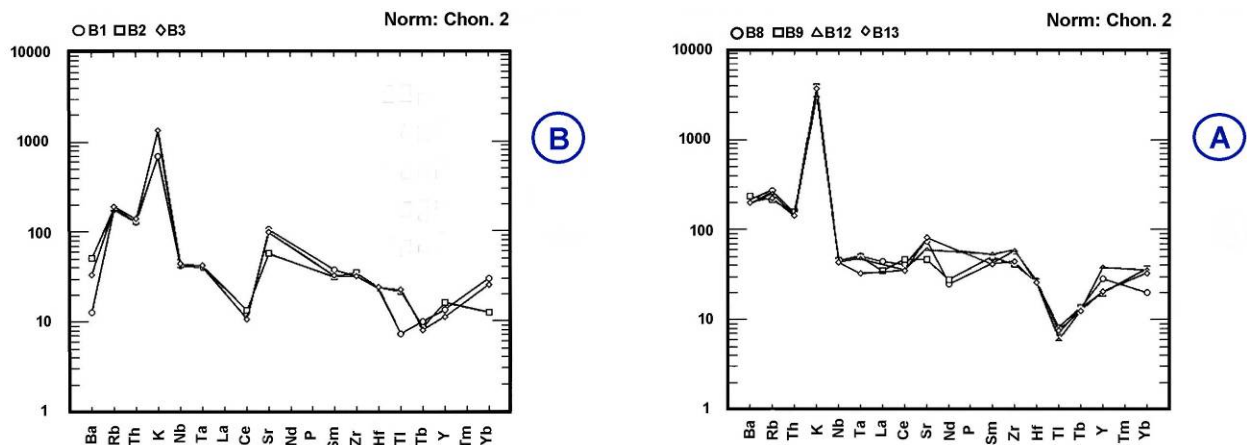 Norm: Chon. 2
○B1 □B2 ◇B3
10000
1000
100
10
1
Ba Rb Th K Nb Ta La Ce Sr Nd P Sm Zr Hf Tl Tb Y Tm Yb
B
Norm: Chon. 2
○B8 □B9 △B12 ◇B13
10000
1000
100
10
1
Ba Rb Th K Nb Ta La Ce Sr Nd P Sm Zr Hf Tl Tb Y Tm Yb
A